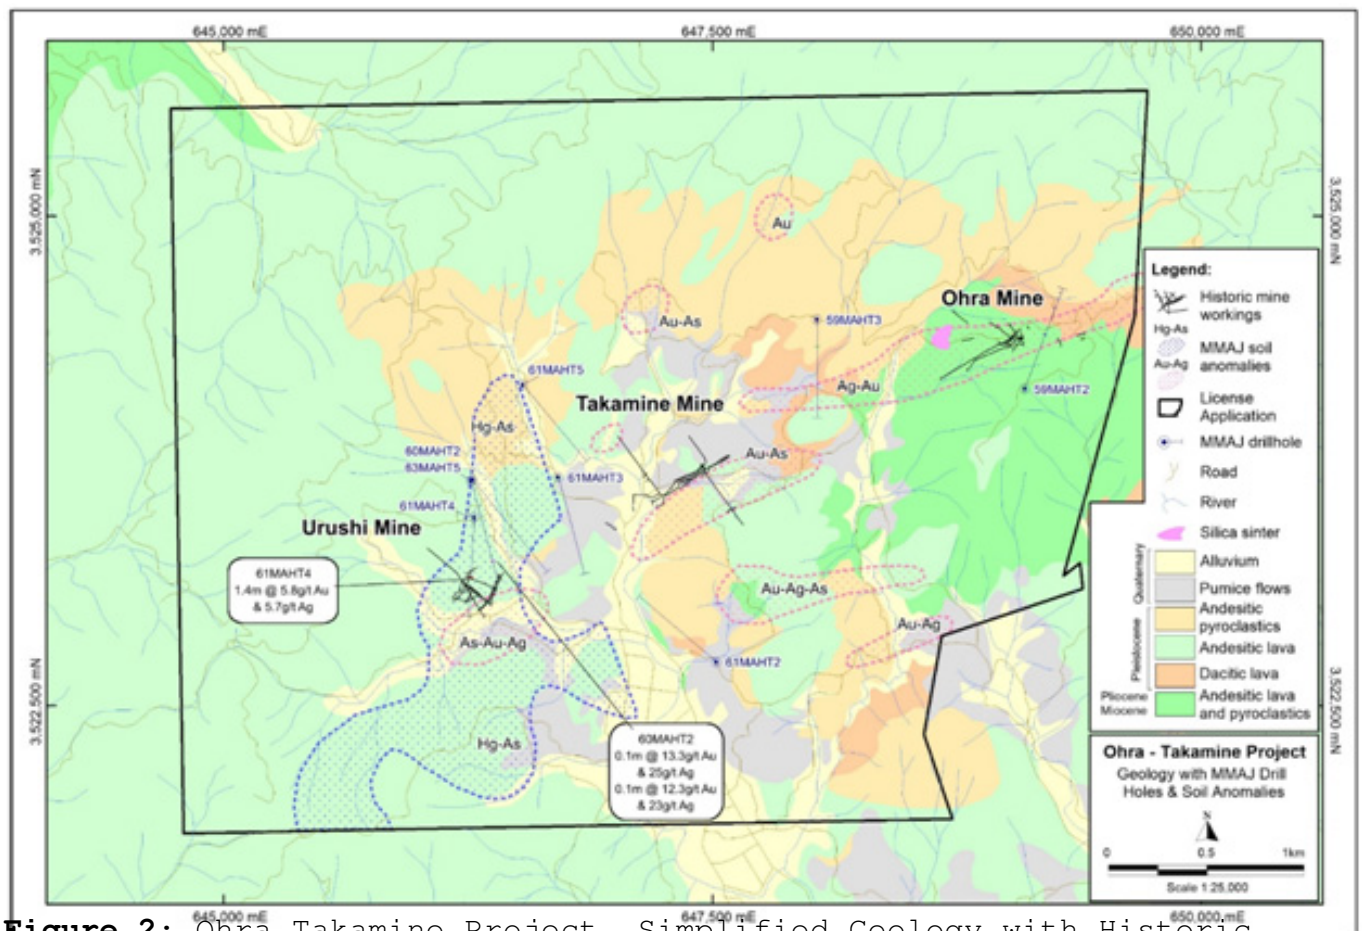 645,000 mE
647,500 mE
650,000 mE
3,525,000 mN
3,525,000 mN
Au
Au-As
Ohra Mine
59MAHT3
Ag-Au
59MAHT2
61MAHT5
Takamine Mine
Hg-As
60MAHT2
63MAHT5
61MAHT3
Au-As
61MAHT4
Urushi Mine
61MAHT4
1.4m @ 5.8g/t Au
& 5.7g/t Ag
Au-Ag-As
Au-Ag
As-Au-Ag
61MAHT2
3,522,500 mN
3,522,500 mN
Hg-As
60MAHT2
0.1m @ 13.3g/t Au
& 25g/t Ag
0.1m @ 12.3g/t Au
& 23g/t Ag
Legend:
Historic mine
workings
Hg-As
MMAJ soil
anomalies
Au-Ag
License
Application
MMAJ drillhole
Road
River
Silica sinter
Quaternary
Alluvium
Pumice flows
Pleistocene
Andesitic
pyroclastics
Andesitic lava
Dacitic lava
Pliocene
Miocene
Andesitic lava
and pyroclastics
Ohra - Takamine Project
Geology with MMAJ Drill
Holes & Soil Anomalies
N
0 0.5 1km
Scale 1:25,000
645,000 mE
647,500 mE
650,000 mE
Figure 2: Ohra-Takamine Project, Simplified Geology with Historic